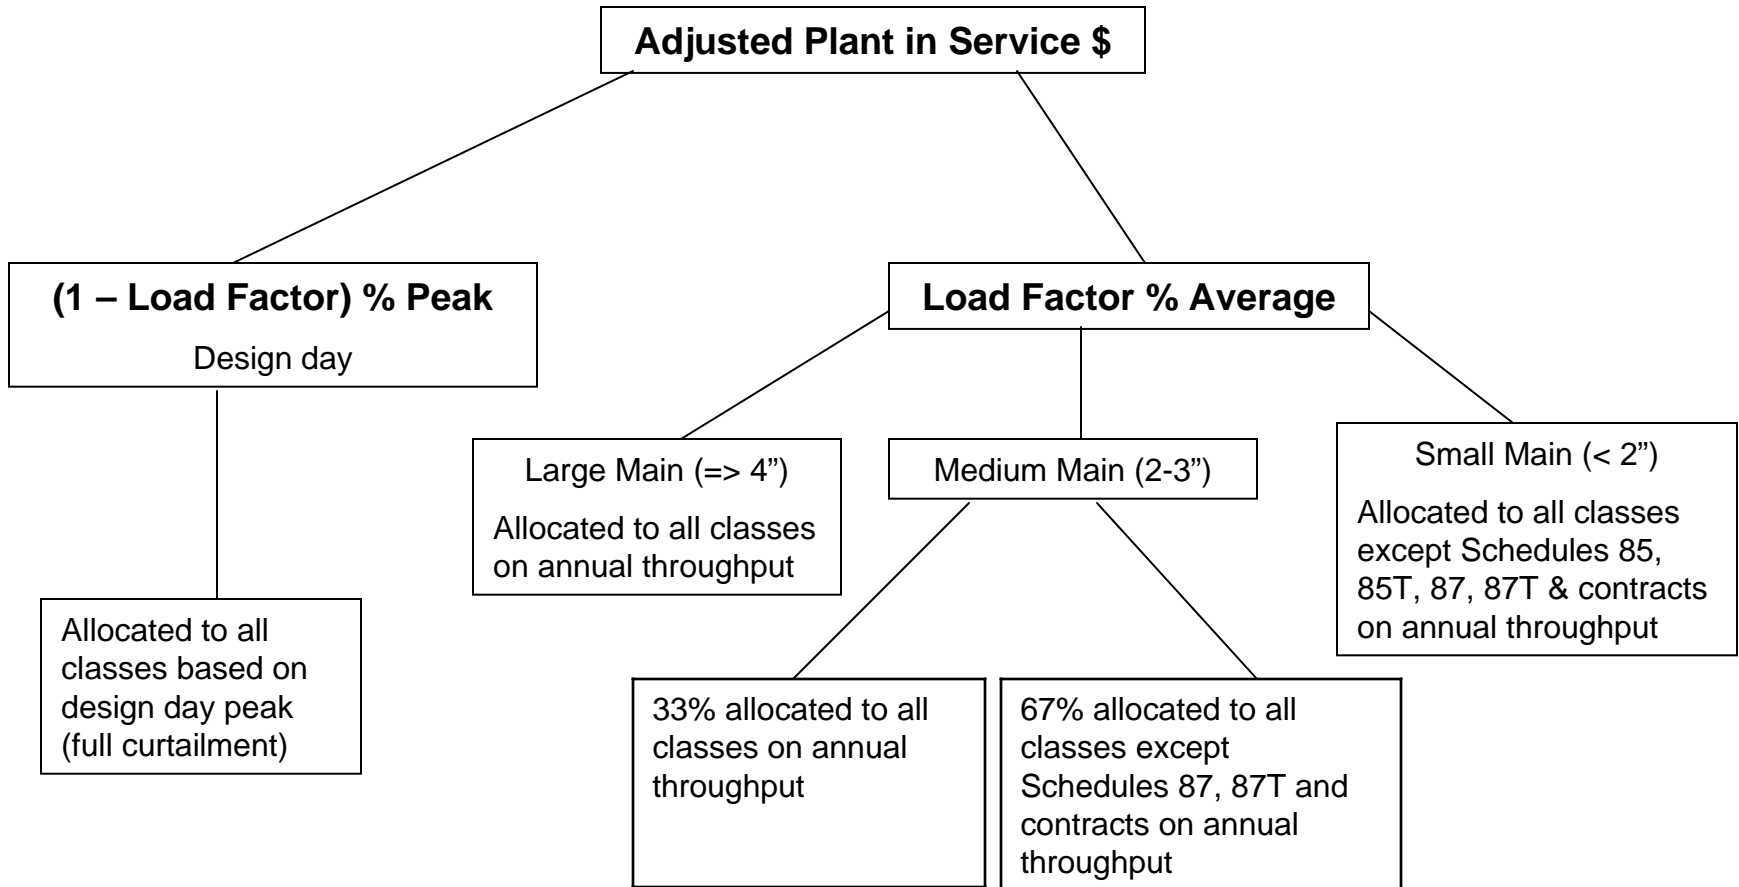 Adjusted Plant in Service $
(1 – Load Factor) % Peak
Design day
Load Factor % Average
Large Main (=> 4”)
Allocated to all classes
on annual throughput
Medium Main (2-3”)
Small Main (< 2”)
Allocated to all classes
except Schedules 85,
85T, 87, 87T & contracts
on annual throughput
Allocated to all
classes based on
design day peak
(full curtailment)
33% allocated to all
classes on annual
throughput
67% allocated to all
classes except
Schedules 87, 87T and
contracts on annual
throughput